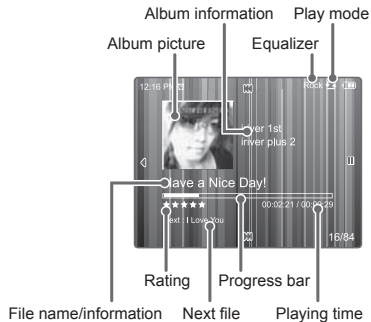 Album information Play mode
Album picture Equalizer
12:16 PM Rock
iriver 1st
iriver plus 2
Have a Nice Day!
00:02:21 / 00:03:29
Next : I Love You
16/84
Rating Progress bar
File name/information Next file Playing time